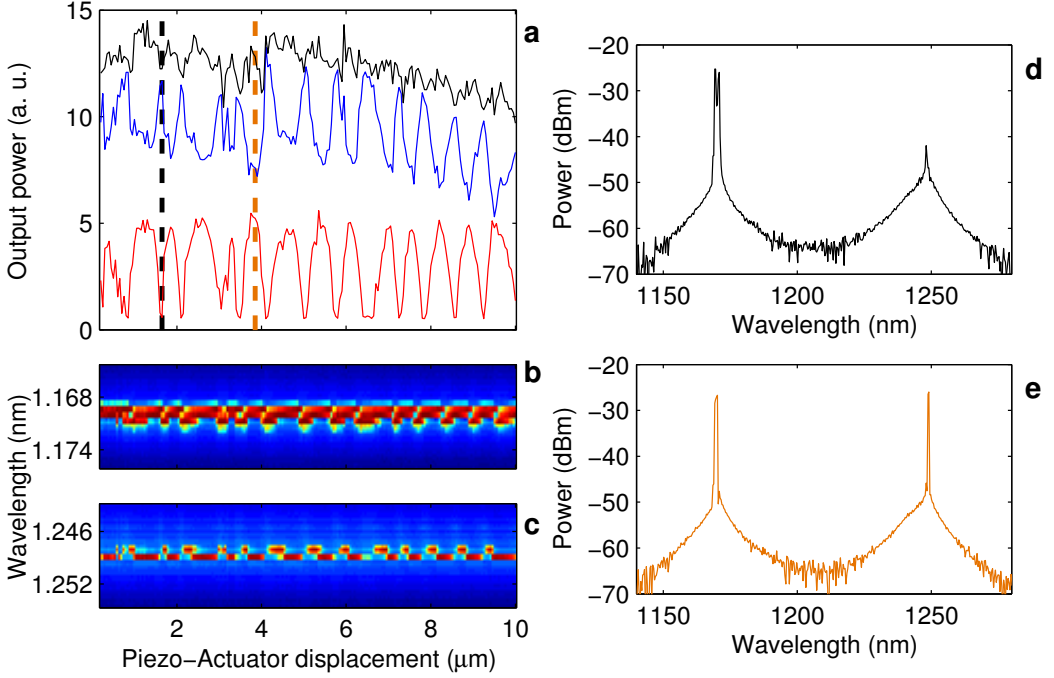 15
10
5
0
Output power (a. u.)
a
1.168
1.174
b
Wavelength (nm)
1.246
1.252
c
2 4 6 8 10
Piezo−Actuator displacement (μm)
−20
−30
−40
−50
−60
−70
Power (dBm)
d
1150 1200 1250
Wavelength (nm)
−20
−30
−40
−50
−60
−70
Power (dBm)
e
1150 1200 1250
Wavelength (nm)